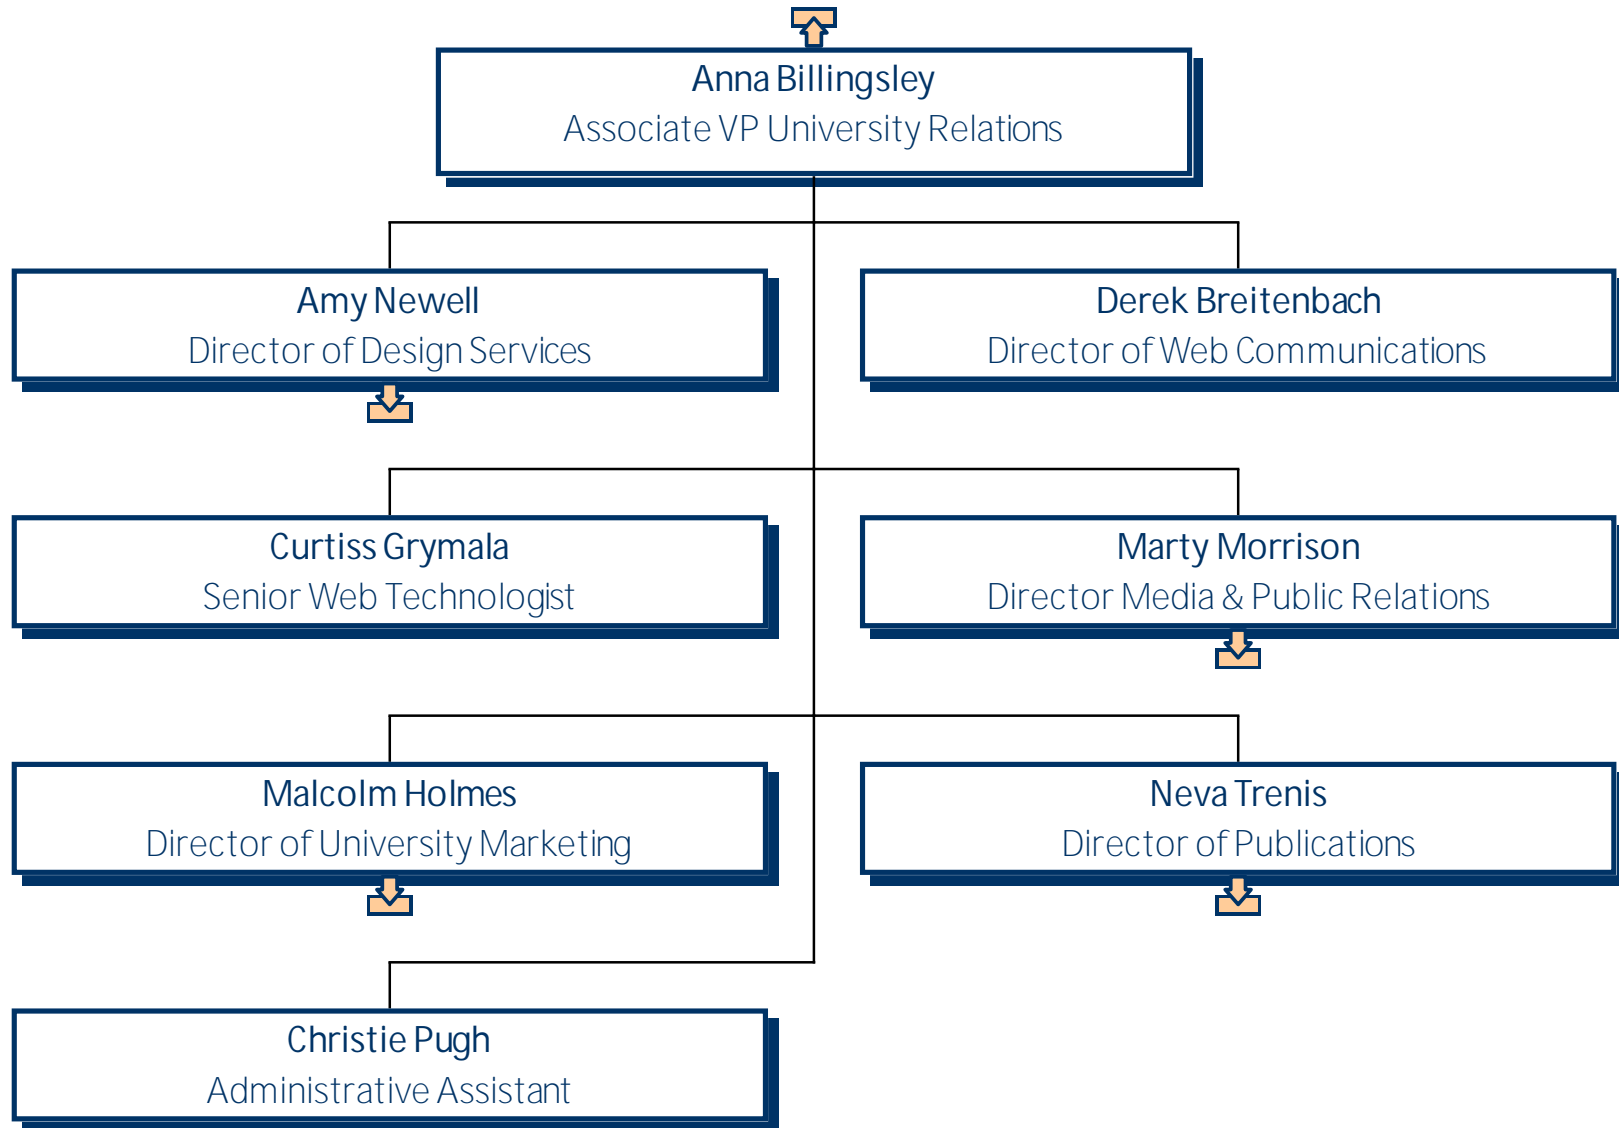 Anna Billingsley
Associate VP University Relations
Amy Newell
Director of Design Services
Derek Breitenbach
Director of Web Communications
Curtiss Grymala
Senior Web Technologist
Marty Morrison
Director Media & Public Relations
Malcolm Holmes
Director of University Marketing
Neva Trenis
Director of Publications
Christie Pugh
Administrative Assistant